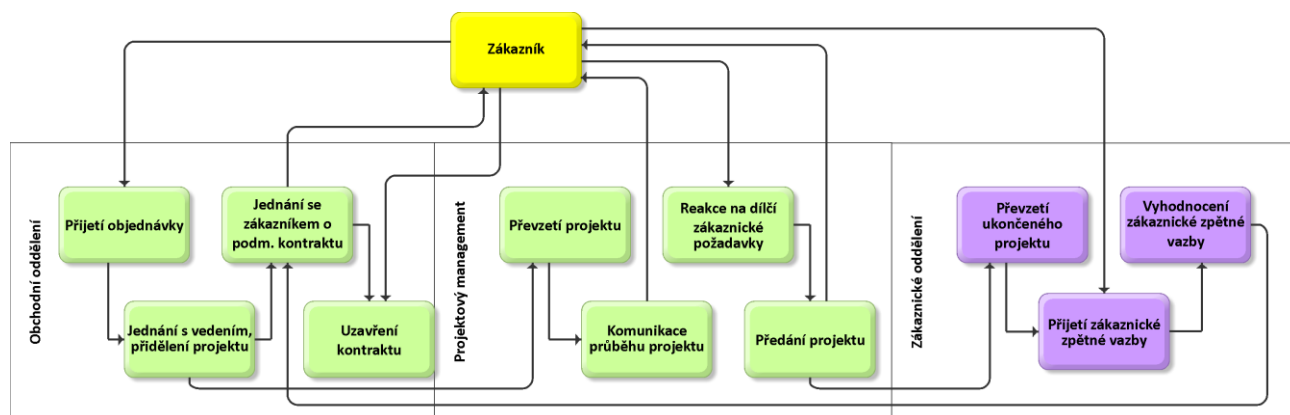 Zákazník
Obchodní oddělení
Přijetí objednávky
Jednání se
zákazníkem o
podm. kontraktu
Jednání s vedením,
přidělení projektu
Uzavření
kontraktu
Projektový management
Převzetí projektu
Reakce na dílčí
zákaznické
požadavky
Komunikace
průběhu projektu
Předání projektu
Zákaznické oddělení
Převzetí
ukončeného
projektu
Vyhodnocení
zákaznické zpětné
vazby
Přijetí zákaznické
zpětné vazby